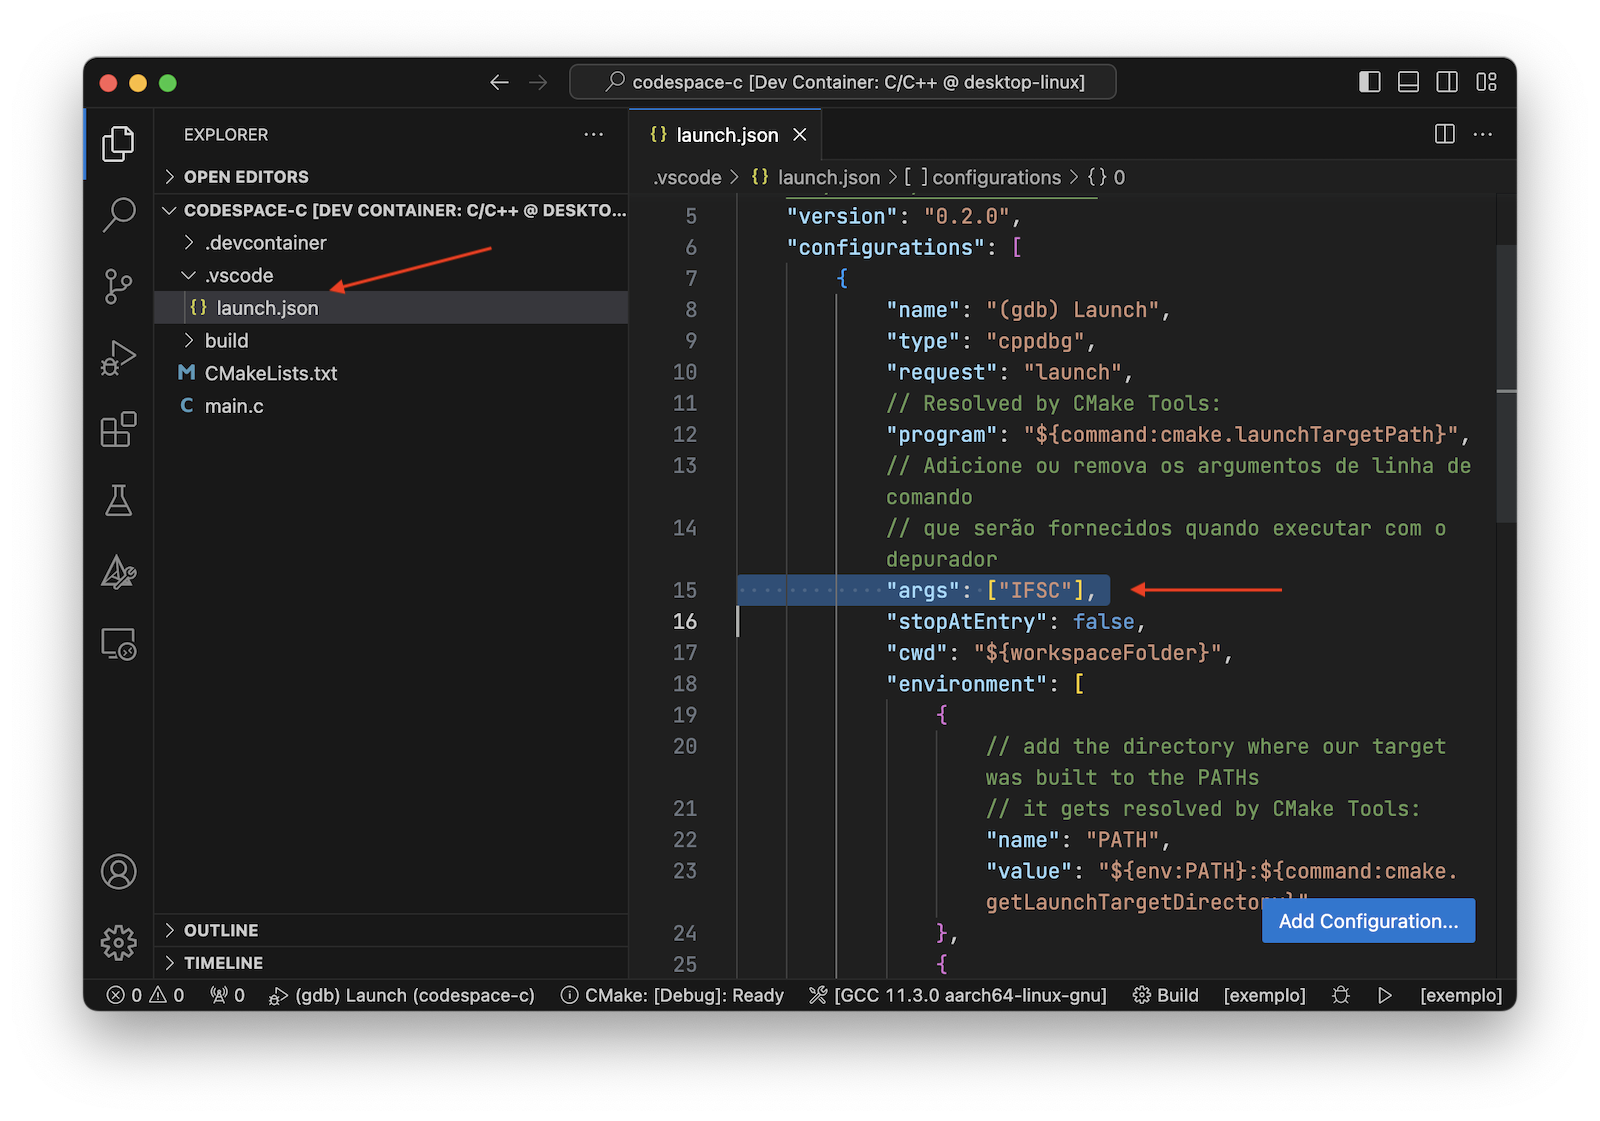 codespace-c [Dev Container: C/C++ @ desktop-linux]
EXPLORER
OPEN EDITORS
CODESPACE-C [DEV CONTAINER: C/C++ @ DESKTO...
.devcontainer
.vscode
{} launch.json
build
M CMakeLists.txt
C main.c
OUTLINE
TIMELINE
{} launch.json
.vscode > {} launch.json > [ ] configurations > {} 0
5 "version": "0.2.0",
6 "configurations": [
7 {
8 "name": "(gdb) Launch",
9 "type": "cppdbg",
10 "request": "launch",
11 // Resolved by CMake Tools:
12 "program": "${command:cmake.launchTargetPath}",
13 // Adicione ou remova os argumentos de linha de
comando
14 // que serão fornecidos quando executar com o
depurador
15 "args": ["IFSC"],
16 "stopAtEntry": false,
17 "cwd": "${workspaceFolder}",
18 "environment": [
19 {
20 // add the directory where our target
was built to the PATHs
21 // it gets resolved by CMake Tools:
22 "name": "PATH",
23 "value": "${env:PATH}:${command:cmake.
getLaunchTargetDirectory}"
24 },
25 {
Add Configuration...
0 0 0 (gdb) Launch (codespace-c) CMake: [Debug]: Ready [GCC 11.3.0 aarch64-linux-gnu] Build [exemplo] [exemplo]